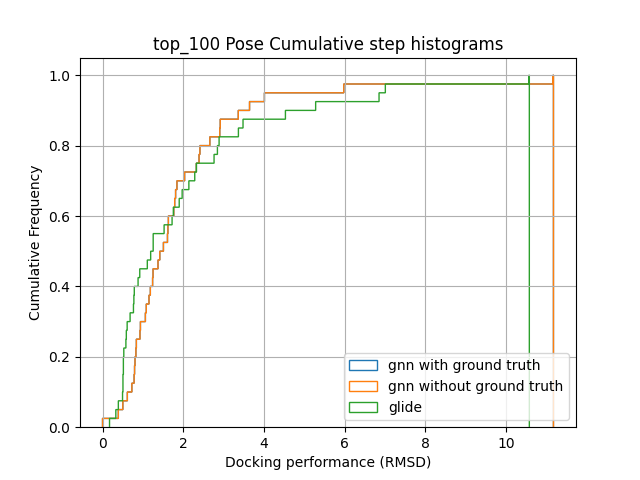 top_100 Pose Cumulative step histograms
Cumulative Frequency
1.0
0.8
0.6
0.4
0.2
0.0
0 2 4 6 8 10
Docking performance (RMSD)
gnn with ground truth
gnn without ground truth
glide